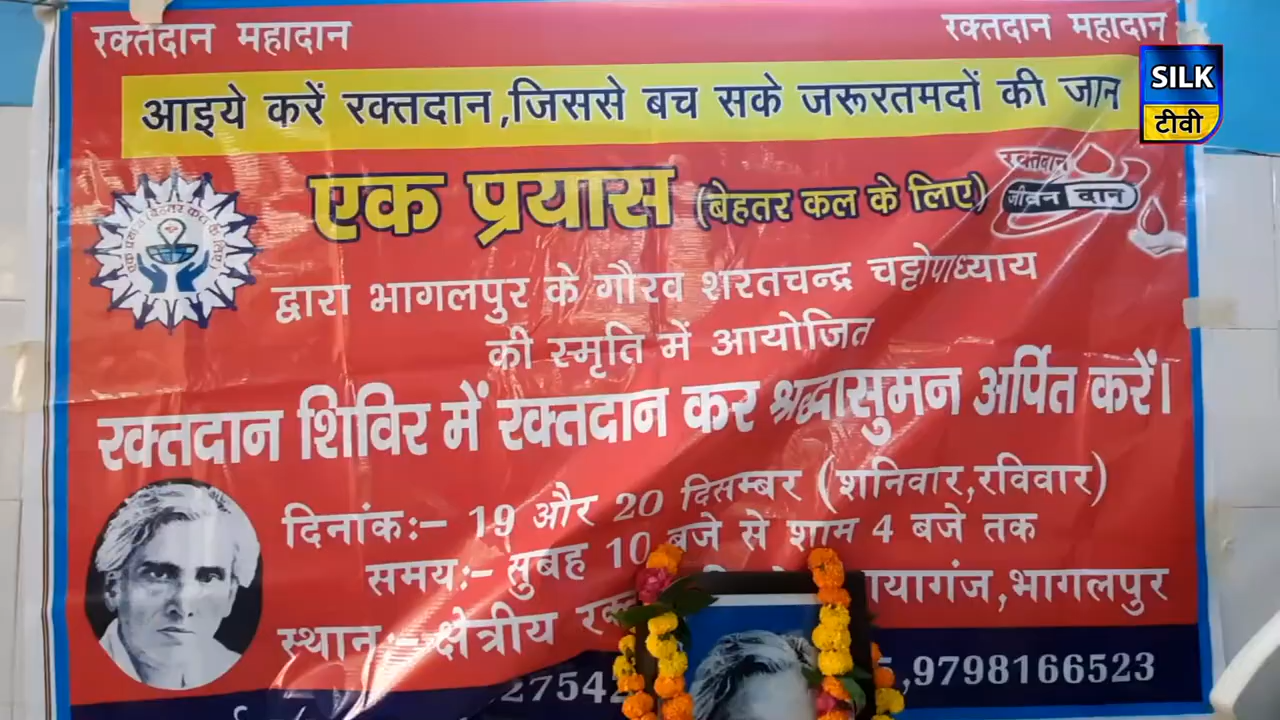 रक्तदान महादान
रक्तदान महादान
SILK
टीवी
आइये करें रक्तदान,जिससे बच सके जरूरतमदों की जान
एक प्रयास (बेहतर कल के लिए)
रक्तदान
जीवन दान
द्वारा भागलपुर के गौरव शरतचन्द्र चट्टोपाध्याय
की स्मृति में आयोजित
रक्तदान शिविर में रक्तदान कर श्रद्धासुमन अर्पित करें।
दिनांक:- 19 और 20 दिसम्बर (शनिवार,रविवार)
समय:- सुबह 10 बजे से शाम 4 बजे तक
स्थान:- क्षेत्रीय भागलपुर
,9798166523